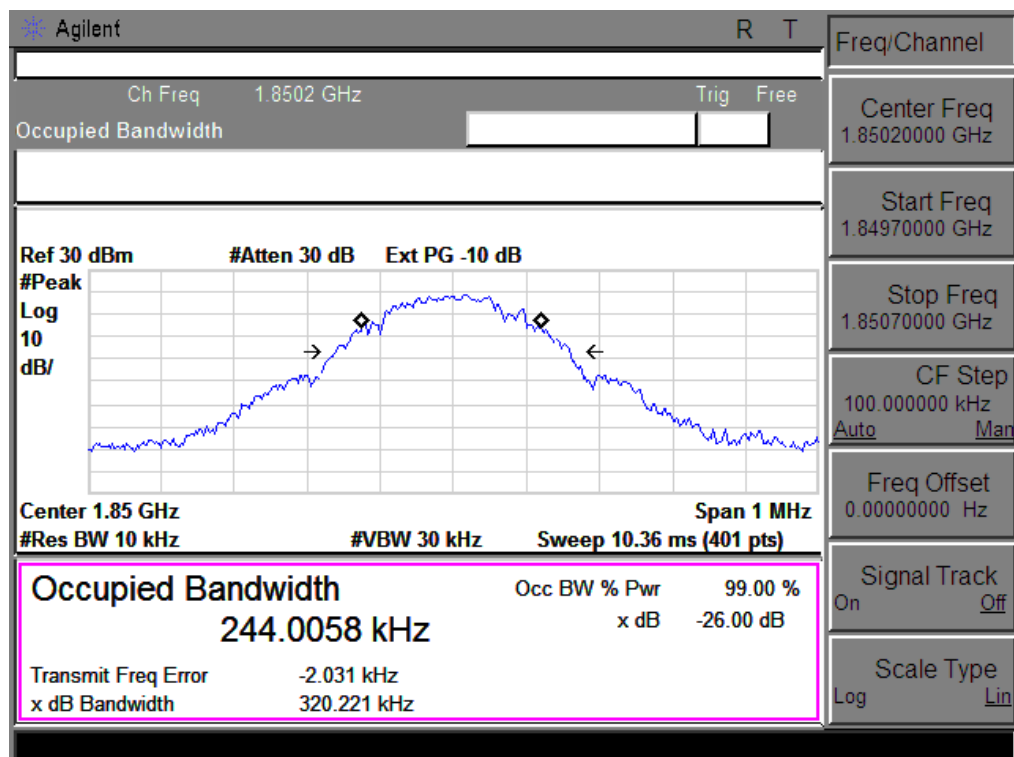 Agilent R T
Ch Freq 1.8502 GHz Trig Free
Occupied Bandwidth
Ref 30 dBm #Atten 30 dB Ext PG -10 dB
#Peak
Log
10
dB/
Center 1.85 GHz Span 1 MHz
#Res BW 10 kHz #VBW 30 kHz Sweep 10.36 ms (401 pts)
Occupied Bandwidth Occ BW % Pwr 99.00 %
244.0058 kHz x dB -26.00 dB
Transmit Freq Error -2.031 kHz
x dB Bandwidth 320.221 kHz
Freq/Channel
Center Freq
1.85020000 GHz
Start Freq
1.84970000 GHz
Stop Freq
1.85070000 GHz
CF Step
100.000000 kHz
Auto Man
Freq Offset
0.00000000 Hz
Signal Track
On Off
Scale Type
Log Lin